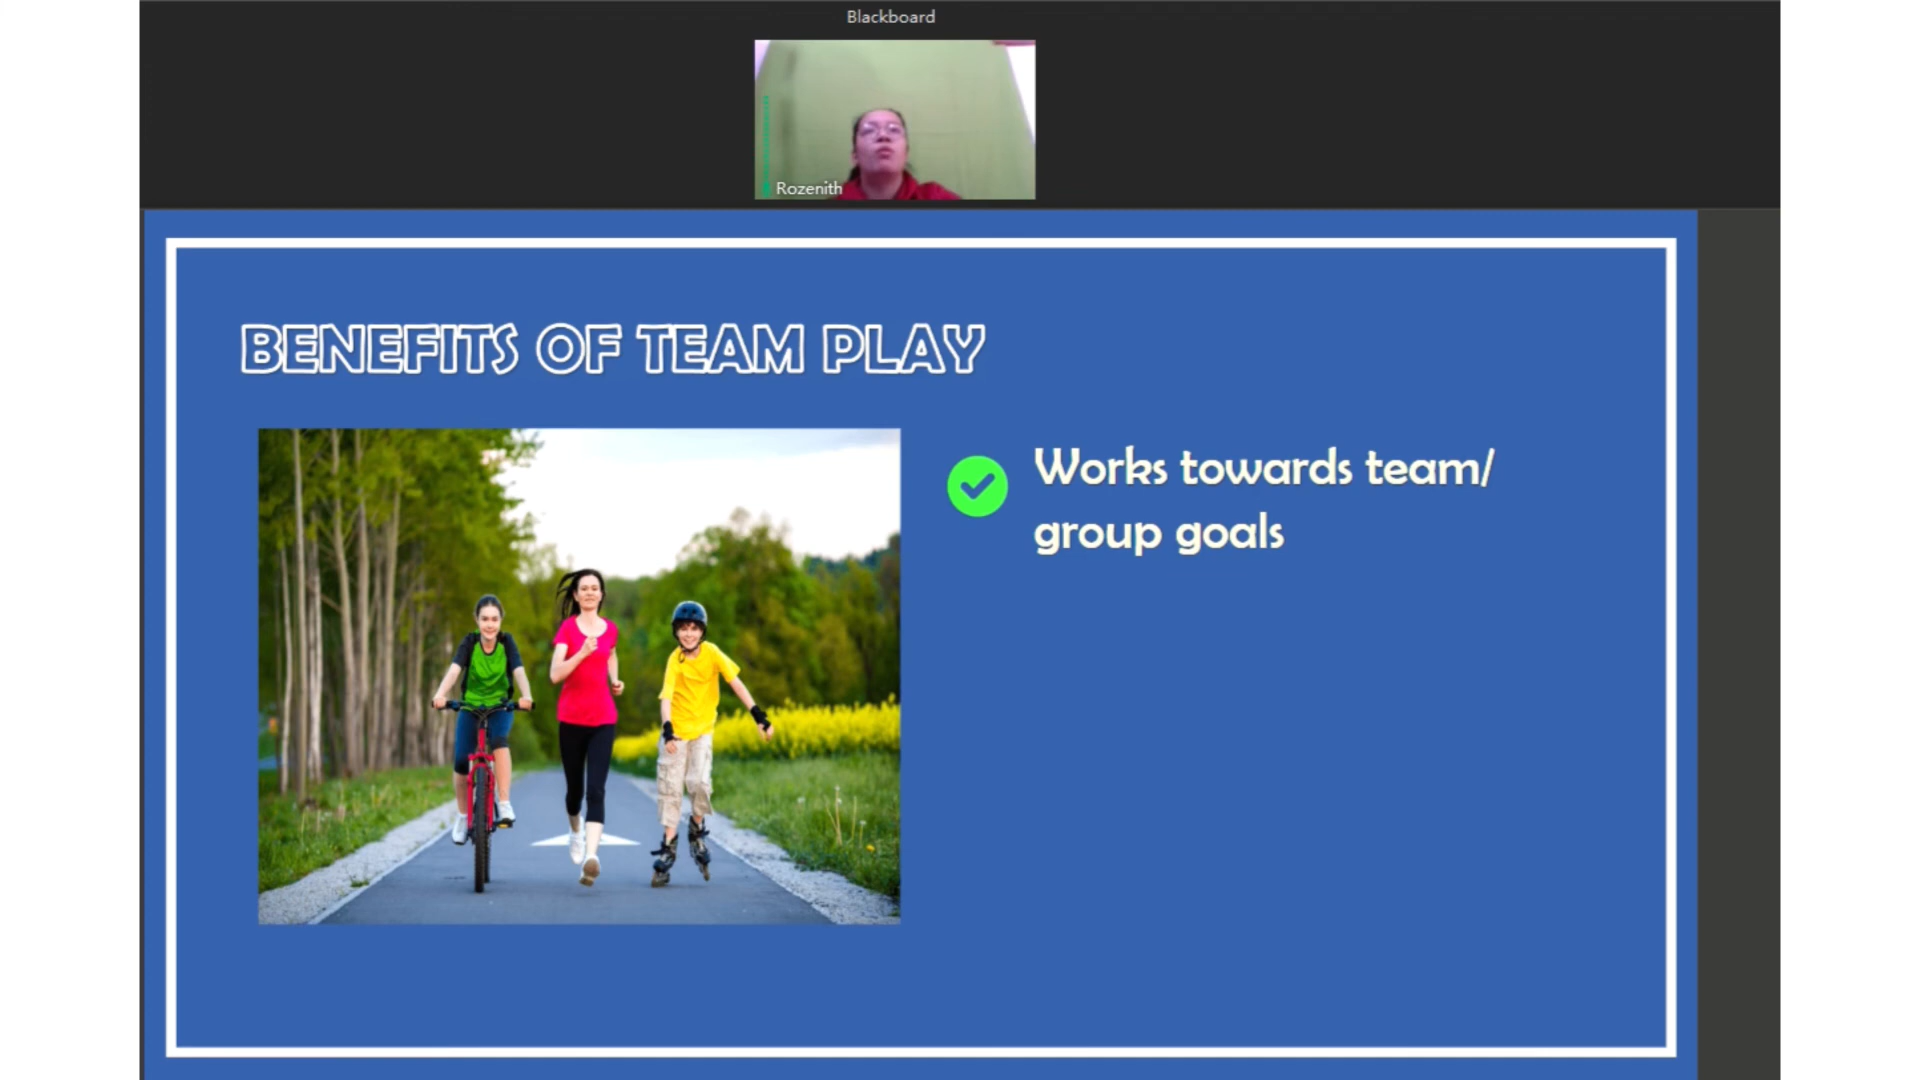 Blackboard
Rozenith
BENEFITS OF TEAM PLAY
Works towards team/
group goals